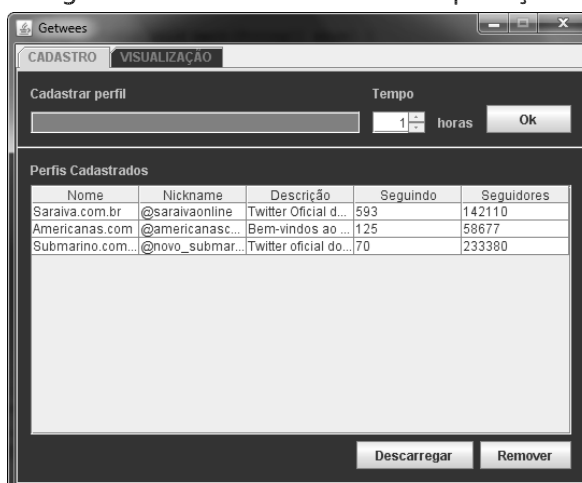 Getwees
CADASTRO VISUALIZAÇÃO
Cadastrar perfil Tempo
1 horas Ok
Perfis Cadastrados
Nome Nickname Descrição Seguindo Seguidores
Saraiva.com.br @saraivaonline Twitter Oficial d... 593 142110
Americanas.com @americanasc... Bem-vindos ao ... 125 58677
Submarino.com... @novo_submar... Twitter oficial do... 70 233380
Descarregar Remover